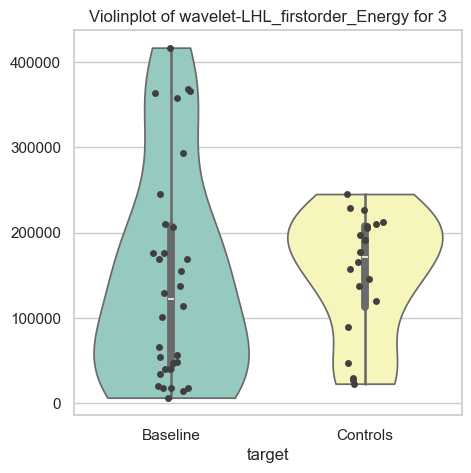 Violinplot of wavelet-LHL_firstorder_Energy for 3
400000
300000
200000
100000
0
Baseline
Controls
target